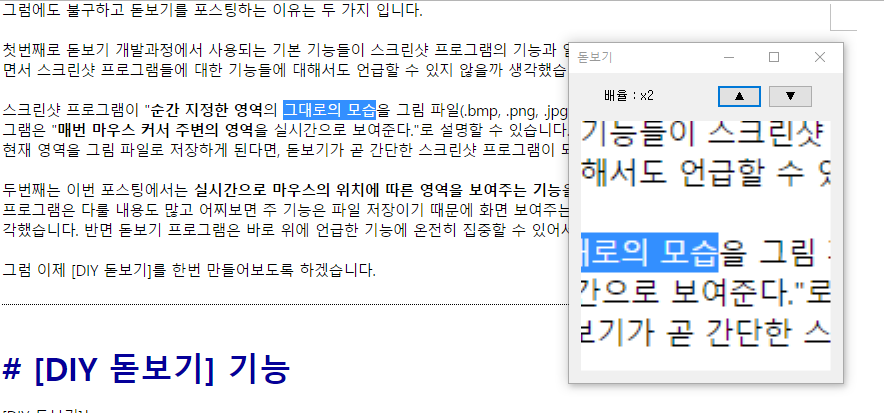 그럼에도 불구하고 돋보기를 포스팅하는 이유는 두 가지 입니다.
첫번째로 돋보기 개발과정에서 사용되는 기본 기능들이 스크린샷 프로그램의 기능과
면서 스크린샷 프로그램들에 대한 기능들에 대해서도 언급할 수 있지 않을까 생각했습
스크린샷 프로그램이 "순간 지정한 영역의 그대로의 모습을 그림 파일(.bmp, .png, .jpg
그램은 "매번 마우스 커서 주변의 영역을 실시간으로 보여준다."로 설명할 수 있습니다.
현재 영역을 그림 파일로 저장하게 된다면, 돋보기가 곧 간단한 스크린샷 프로그램이 되
두번째는 이번 포스팅에서는 실시간으로 마우스의 위치에 따른 영역을 보여주는 기능을
프로그램은 다룰 내용도 많고 어찌보면 주 기능은 파일 저장이기 때문에 화면 보여주는
각했습니다. 반면 돋보기 프로그램은 바로 위에 언급한 기능에 온전히 집중할 수 있어서
그럼 이제 [DIY 돋보기]를 한번 만들어보도록 하겠습니다.
# [DIY 돋보기] 기능
돋보기
배율 : x2
▲ ▼
기능들이 스크린샷
해서도 언급할 수
대로의 모습을 그림
간으로 보여준다."로
보기가 곧 간단한 스